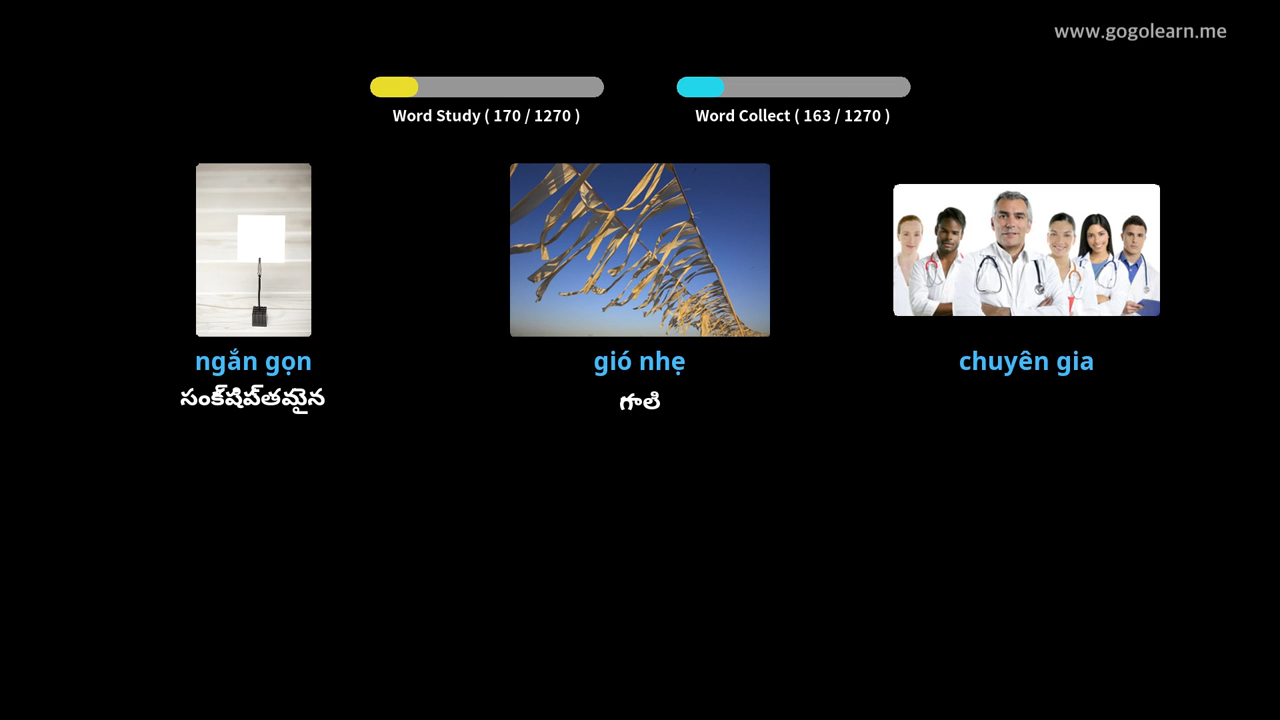 www.gogolearn.me
Word Study ( 170 / 1270 )
Word Collect ( 163 / 1270 )
ngắn gọn
సంక్షిప్తమైన
gió nhẹ
గాలి
chuyên gia